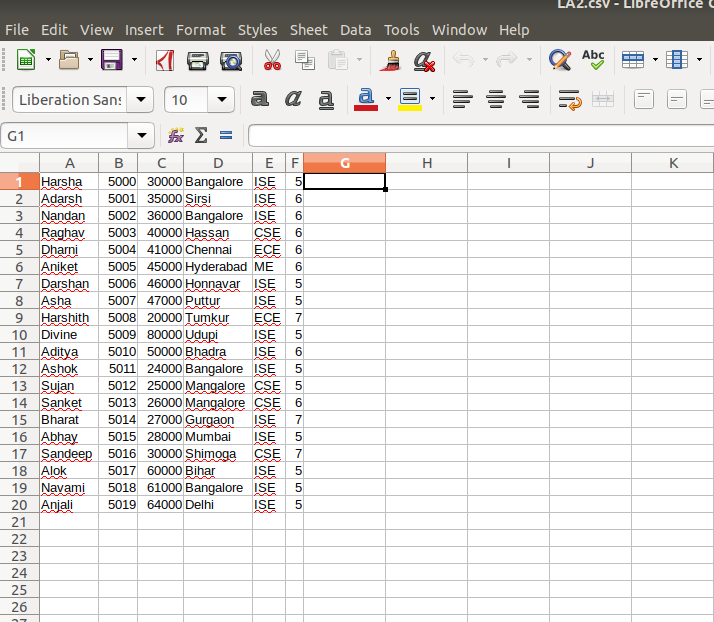 LA2.csv - LibreOffice C
File Edit View Insert Format Styles Sheet Data Tools Window Help
Abc
Liberation Sans 10 a a a a
G1 fx Σ =
A B C D E F G H I J K
1 Harsha 5000 30000 Bangalore ISE 5
2 Adarsh 5001 35000 Sirsi ISE 6
3 Nandan 5002 36000 Bangalore ISE 6
4 Raghav 5003 40000 Hassan CSE 6
5 Dharni 5004 41000 Chennai ECE 6
6 Aniket 5005 45000 Hyderabad ME 6
7 Darshan 5006 46000 Honnavar ISE 5
8 Asha 5007 47000 Puttur ISE 5
9 Harshith 5008 20000 Tumkur ECE 7
10 Divine 5009 80000 Udupi ISE 5
11 Aditya 5010 50000 Bhadra ISE 6
12 Ashok 5011 24000 Bangalore ISE 5
13 Sujan 5012 25000 Mangalore CSE 5
14 Sanket 5013 26000 Mangalore CSE 6
15 Bharat 5014 27000 Gurgaon ISE 7
16 Abhay 5015 28000 Mumbai ISE 5
17 Sandeep 5016 30000 Shimoga CSE 7
18 Alok 5017 60000 Bihar ISE 5
19 Navami 5018 61000 Bangalore ISE 5
20 Anjali 5019 64000 Delhi ISE 5
21
22
23
24
25
26
27